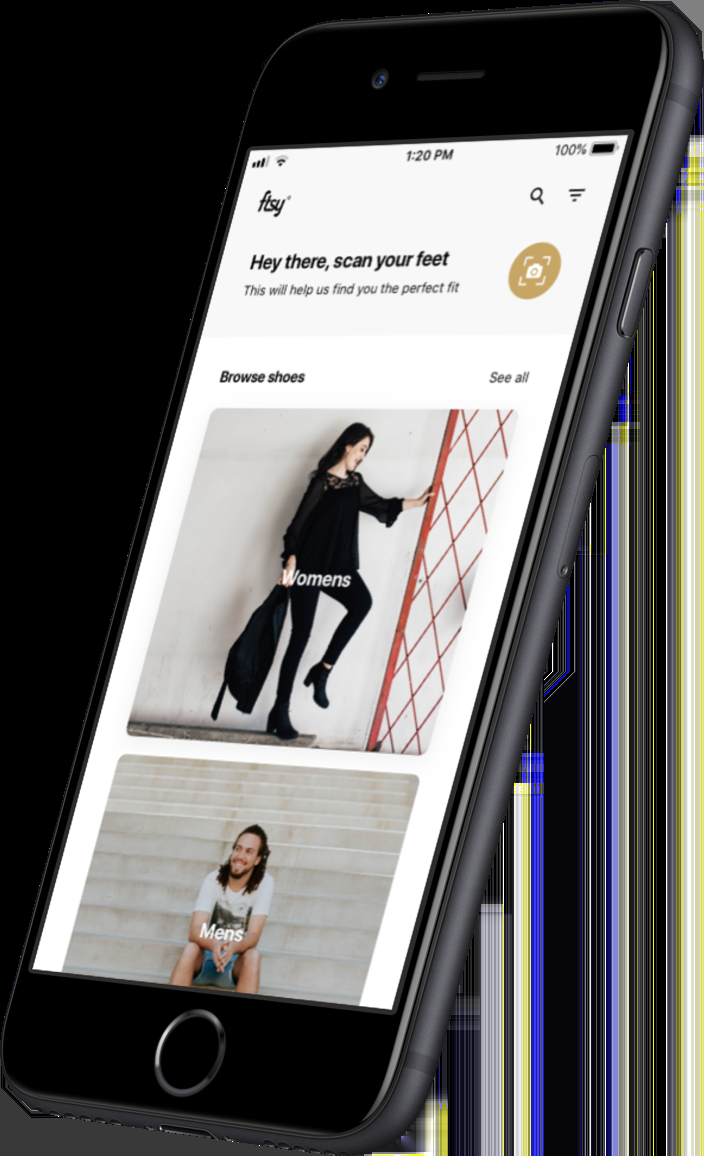 1:20 PM
100%
ftsy
Hey there, scan your feet
This will help us find you the perfect fit
Browse shoes
See all
Womens
Mens